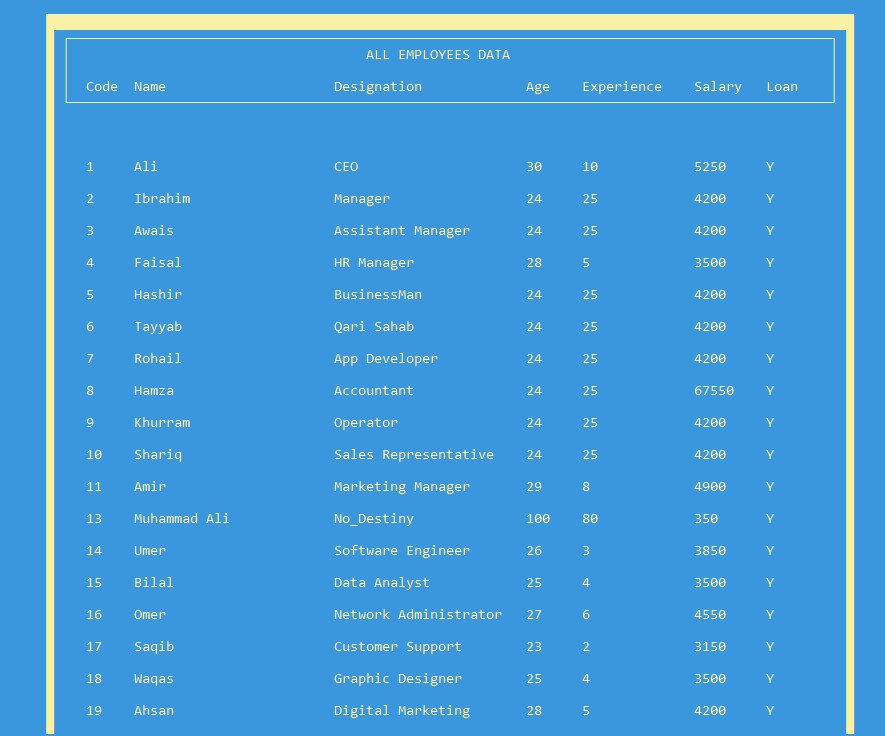 ALL EMPLOYEES DATA
Code Name Designation Age Experience Salary Loan
1 Ali CEO 30 10 5250 Y
2 Ibrahim Manager 24 25 4200 Y
3 Awais Assistant Manager 24 25 4200 Y
4 Faisal HR Manager 28 5 3500 Y
5 Hashir BusinessMan 24 25 4200 Y
6 Tayyab Qari Sahab 24 25 4200 Y
7 Rohail App Developer 24 25 4200 Y
8 Hamza Accountant 24 25 67550 Y
9 Khurram Operator 24 25 4200 Y
10 Shariq Sales Representative 24 25 4200 Y
11 Amir Marketing Manager 29 8 4900 Y
13 Muhammad Ali No_Destiny 100 80 350 Y
14 Umer Software Engineer 26 3 3850 Y
15 Bilal Data Analyst 25 4 3500 Y
16 Omer Network Administrator 27 6 4550 Y
17 Saqib Customer Support 23 2 3150 Y
18 Waqas Graphic Designer 25 4 3500 Y
19 Ahsan Digital Marketing 28 5 4200 Y